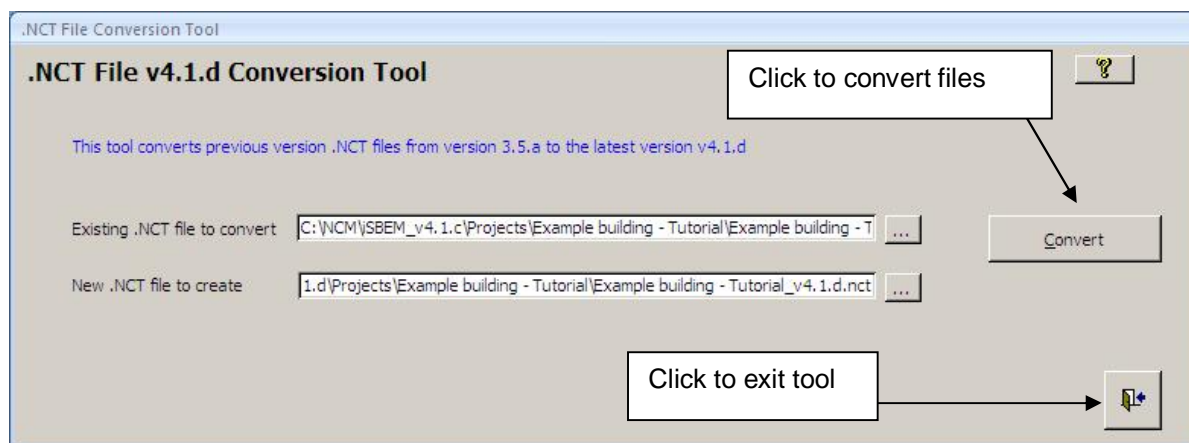 .NCT File Conversion Tool
.NCT File v4.1.d Conversion Tool
Click to convert files
?
This tool converts previous version .NCT files from version 3.5.a to the latest version v4.1.d
Existing .NCT file to convert
C:\NCM\iSBEM_v4.1.c\Projects\Example building - Tutorial\Example building - T
...
Convert
New .NCT file to create
1.d\Projects\Example building - Tutorial\Example building - Tutorial_v4.1.d.nct
...
Click to exit tool